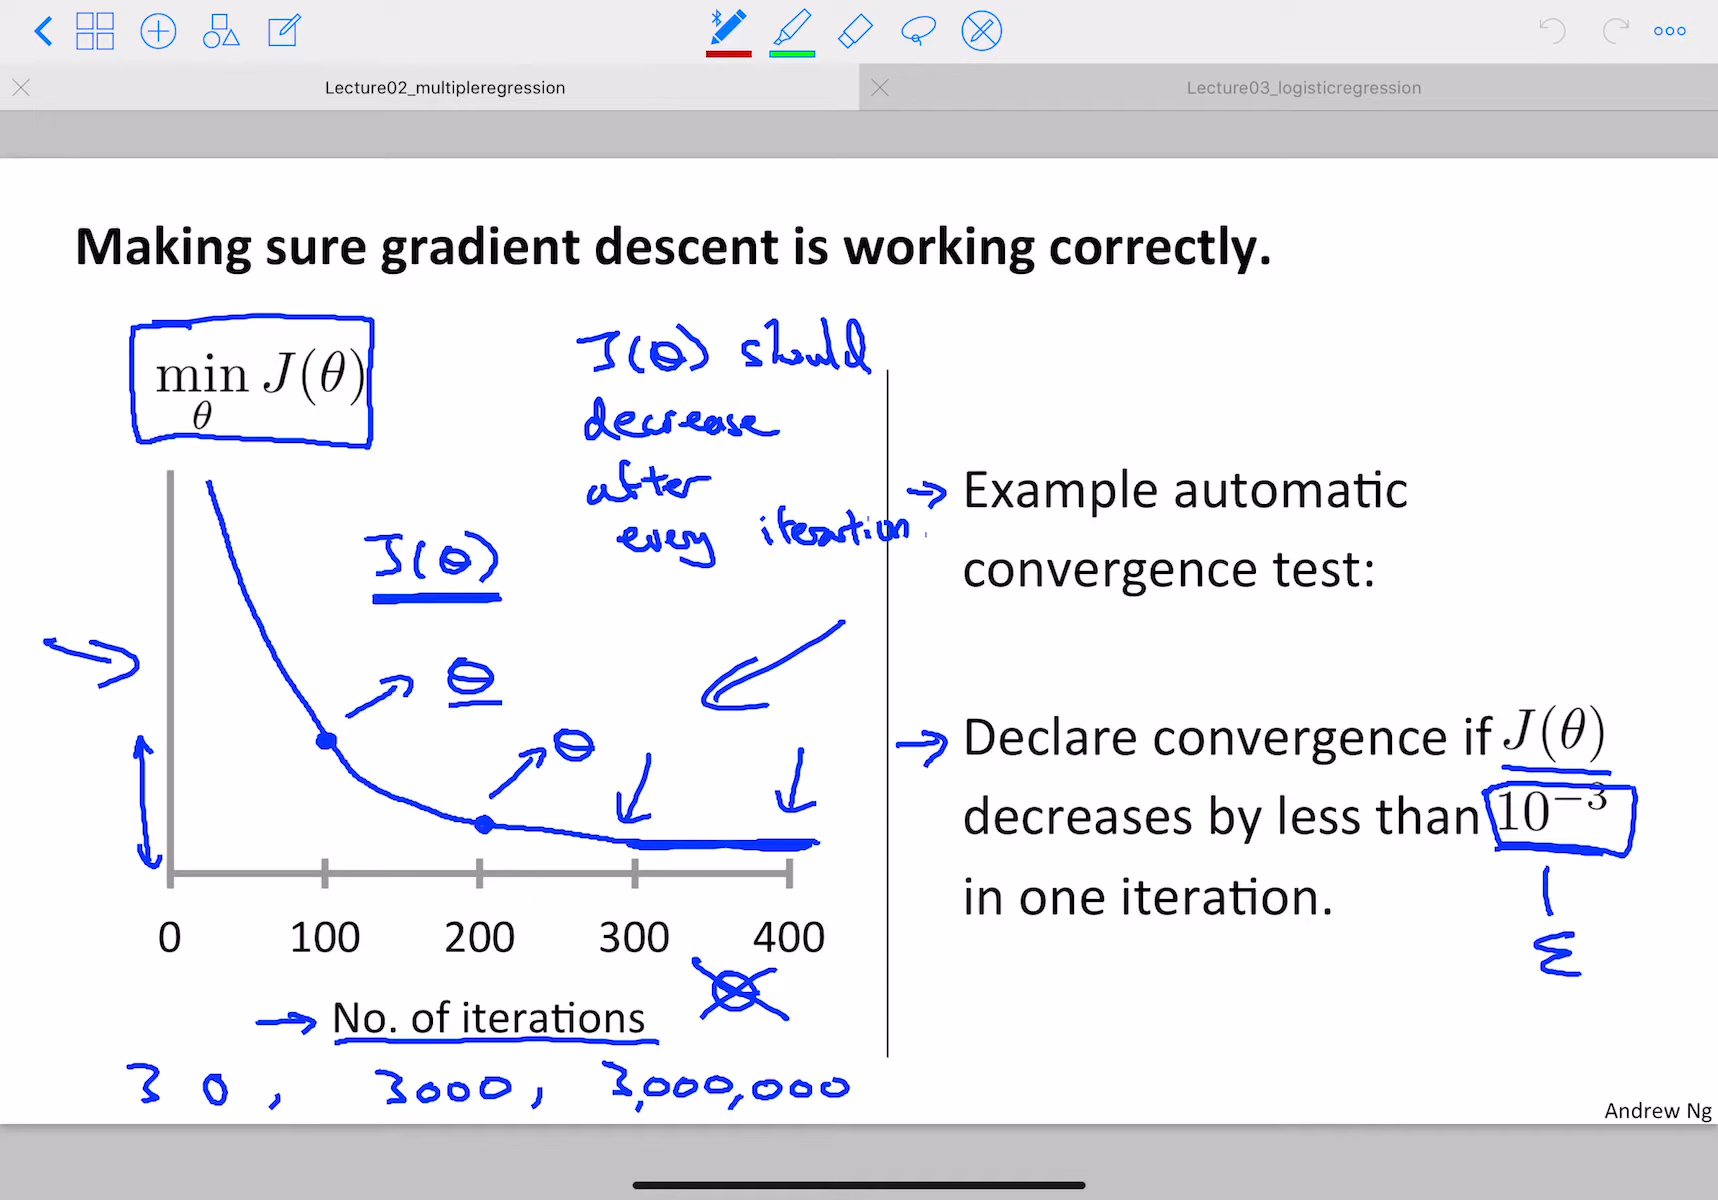 Lecture02_multipleregression
Lecture03_logisticregression
Making sure gradient descent is working correctly.
min J(θ)
θ
J(θ) should
decrease
after
every iteration.
J(θ)
θ
θ
0 100 200 300 400
θ
No. of iterations
30, 3000, 3,000,000
Example automatic
convergence test:
Declare convergence if J(θ)
decreases by less than 10⁻³
in one iteration.
ε
Andrew Ng